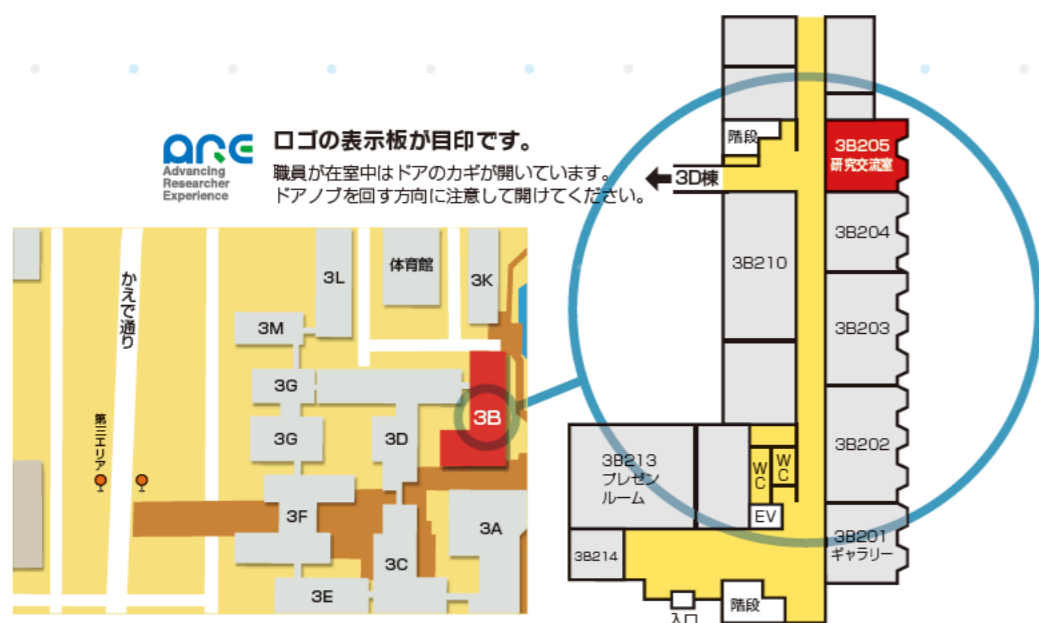 ARE
Advancing
Researcher
Experience
ロゴの表示板が目印です。
職員が在室中はドアのカギが開いています。
ドアノブを回す方向に注意して開けてください。
かえで通り
第三エリア
3L
体育館
3K
3M
3G
3G
3B
3D
3F
3A
3C
3E
階段
3B205
研究交流室
3D棟
3B204
3B210
3B203
3B202
3B213
プレゼン
ルーム
WC
WC
EV
3B201
ギャラリー
3B214
入口
階段